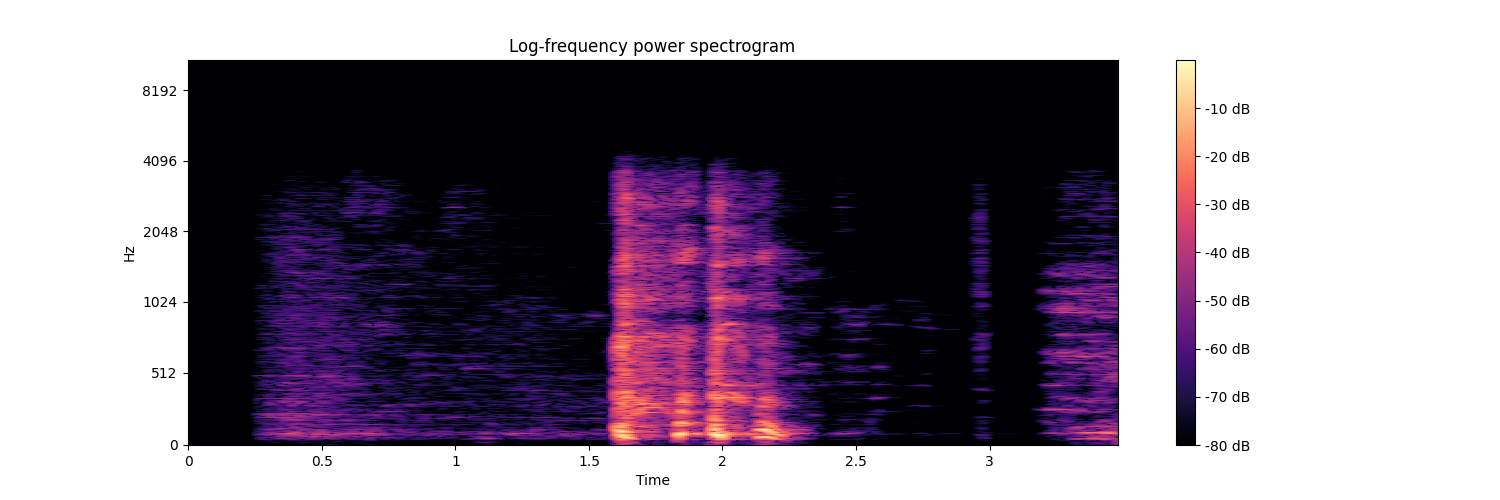 Log-frequency power spectrogram
8192
4096
2048
1024
512
0
Hz
0 0.5 1 1.5 2 2.5 3
Time
-10 dB
-20 dB
-30 dB
-40 dB
-50 dB
-60 dB
-70 dB
-80 dB